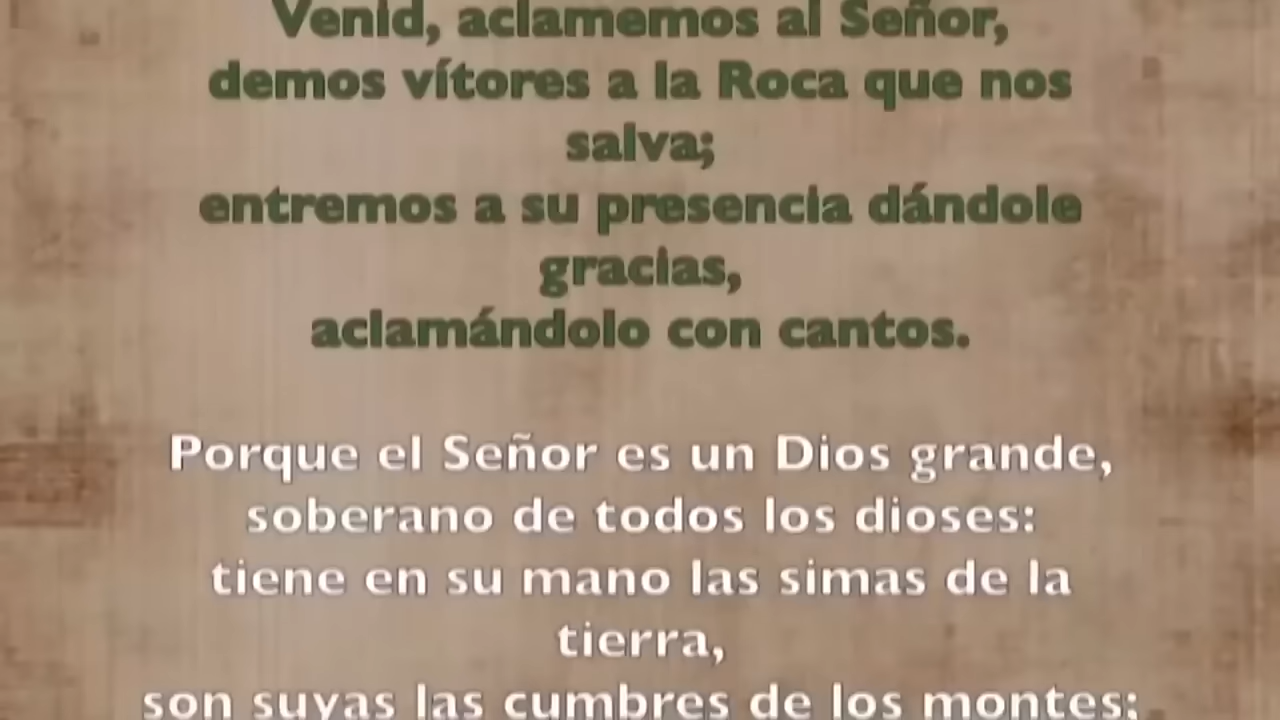 Venid, aclamemos al Señor,
demos vítores a la Roca que nos
salva;
entremos a su presencia dándole
gracias,
aclamándolo con cantos.
Porque el Señor es un Dios grande,
soberano de todos los dioses:
tiene en su mano las simas de la
tierra,
son suyas las cumbres de los montes;